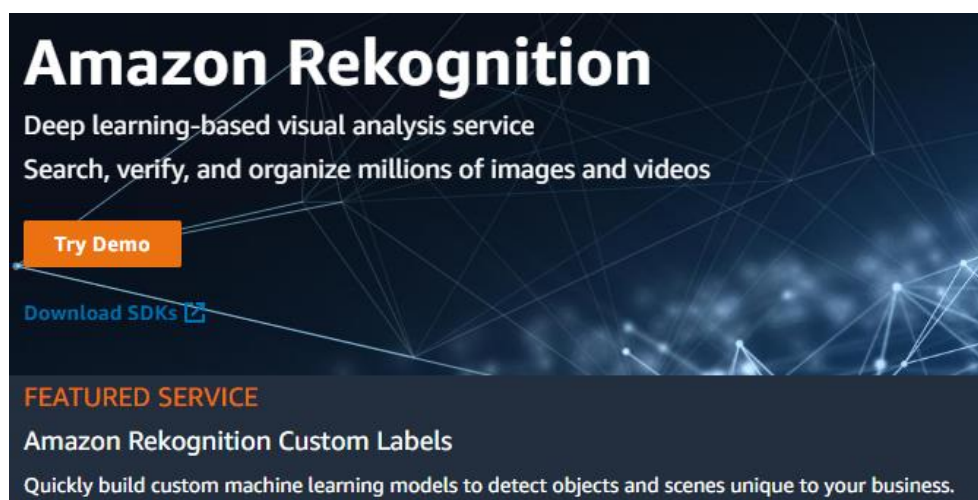 Amazon Rekognition
Deep learning-based visual analysis service
Search, verify, and organize millions of images and videos
Try Demo
Download SDKs
FEATURED SERVICE
Amazon Rekognition Custom Labels
Quickly build custom machine learning models to detect objects and scenes unique to your business.